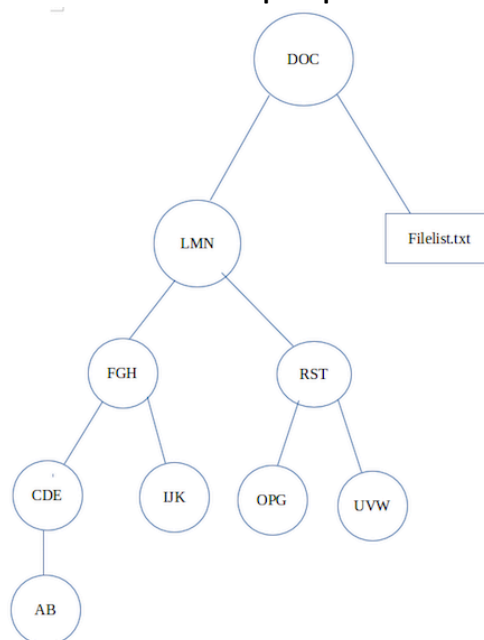 DOC
LMN
Filelist.txt
FGH
RST
CDE
IJK
OPG
UVW
AB